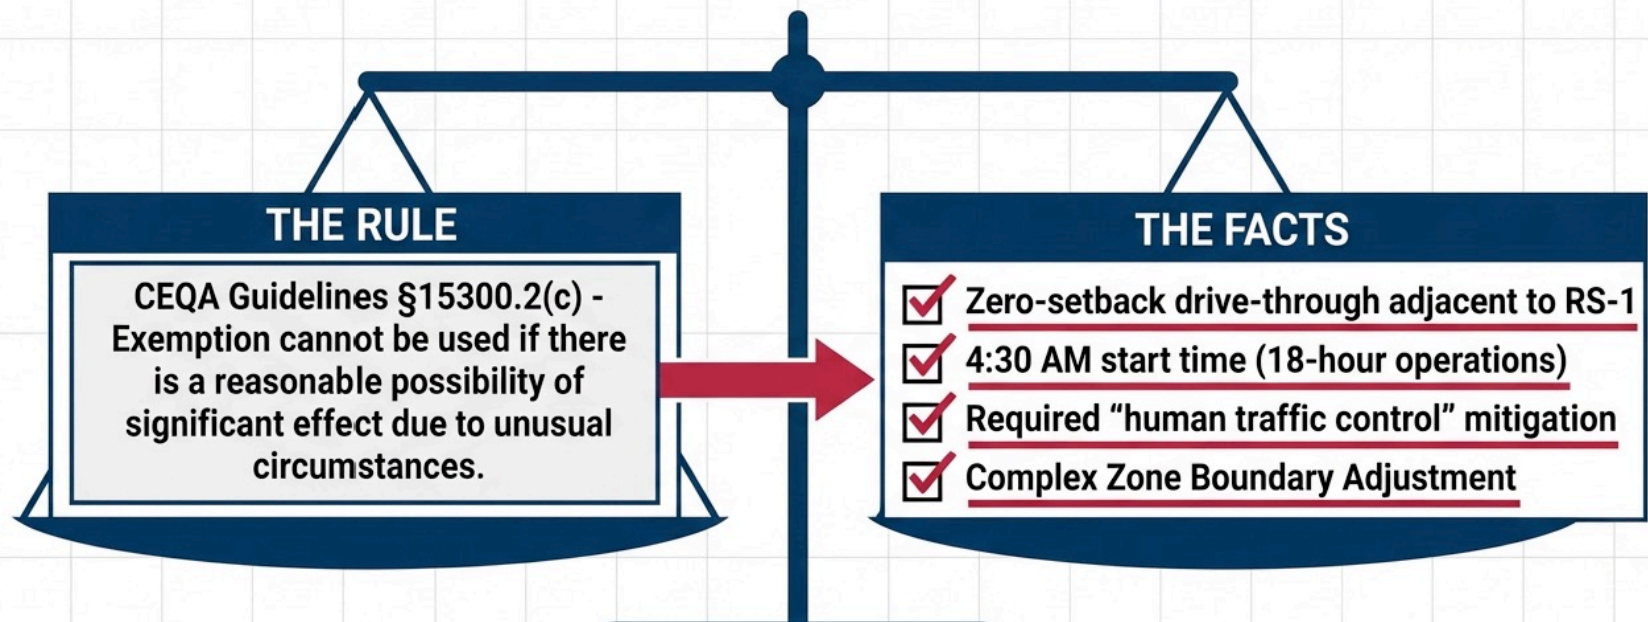 THE RULE
CEQA Guidelines §15300.2(c) -
Exemption cannot be used if there
is a reasonable possibility of
significant effect due to unusual
circumstances.
THE FACTS
Zero-setback drive-through adjacent to RS-1
4:30 AM start time (18-hour operations)
Required “human traffic control” mitigation
Complex Zone Boundary Adjustment